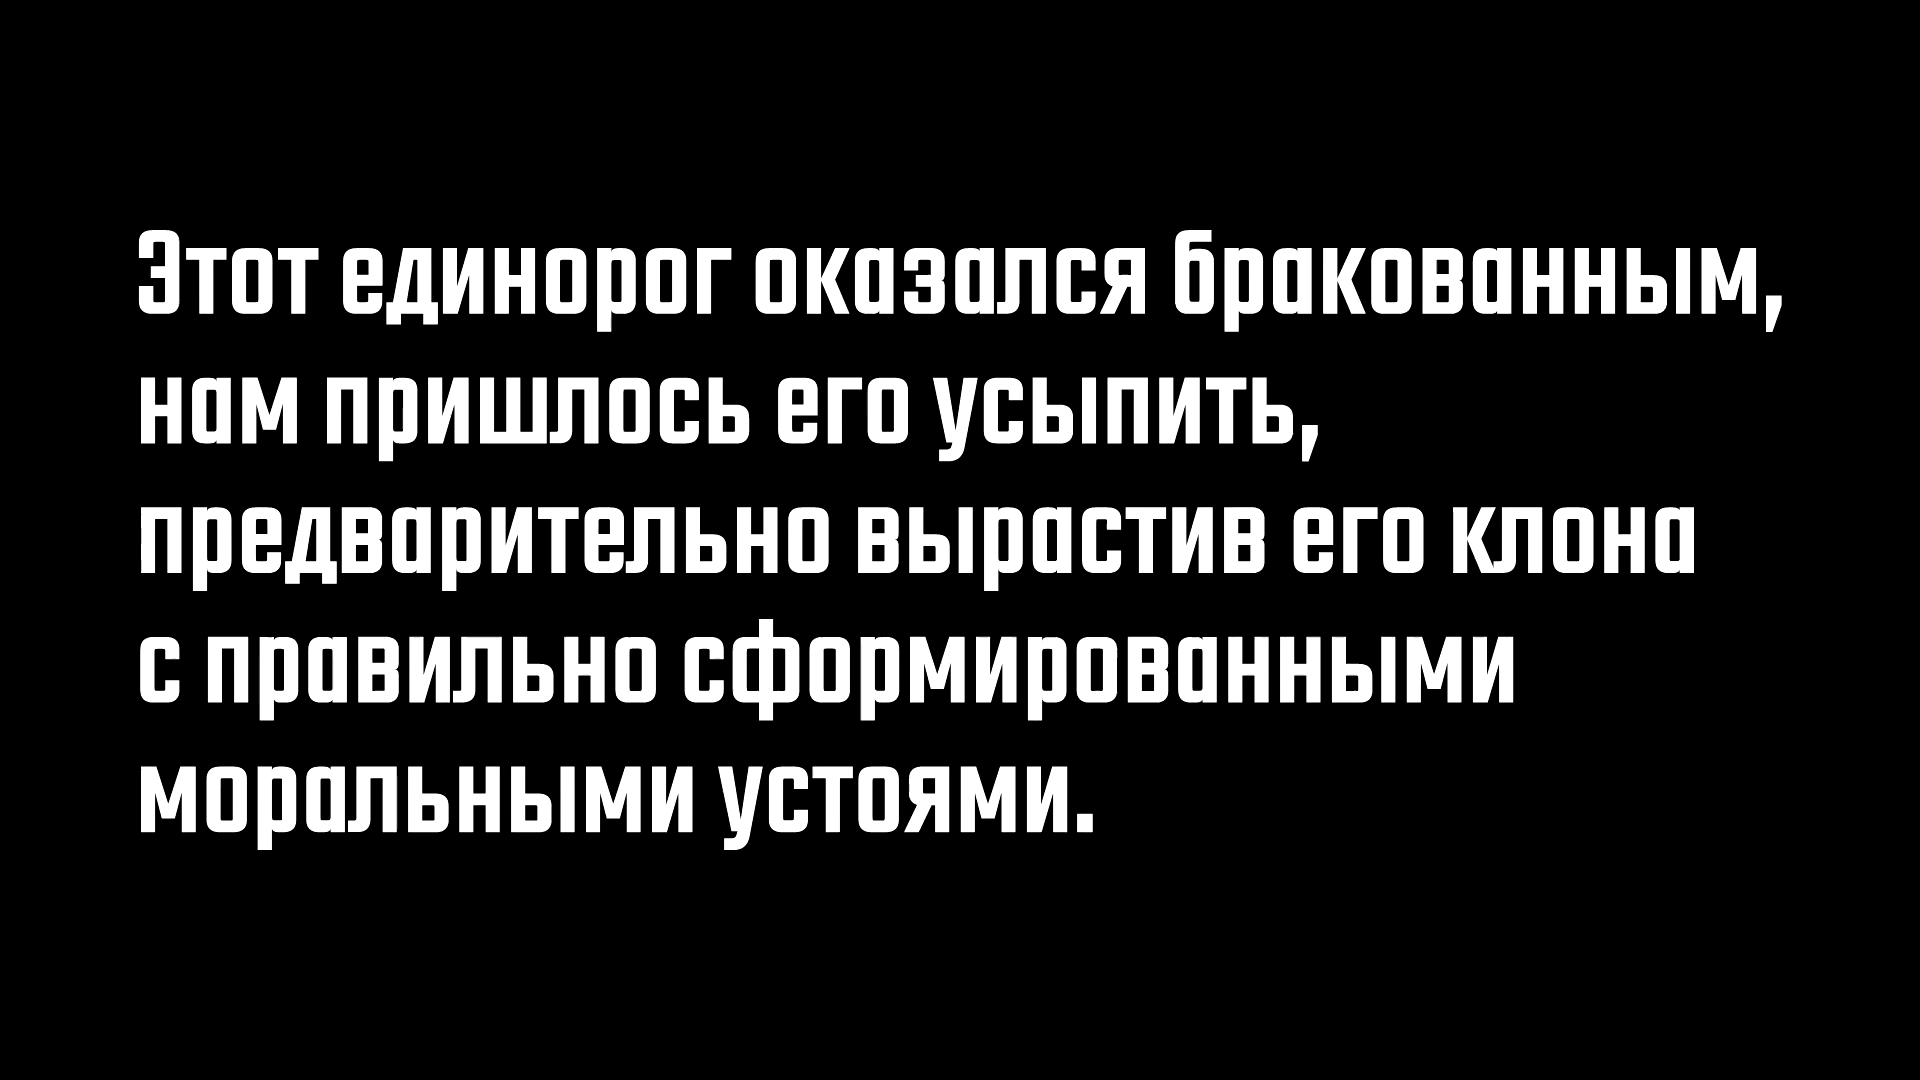 Этот единорог оказался бракованным,
нам пришлось его усыпить,
предварительно вырастив его клона
с правильно сформированными
моральными устоями.